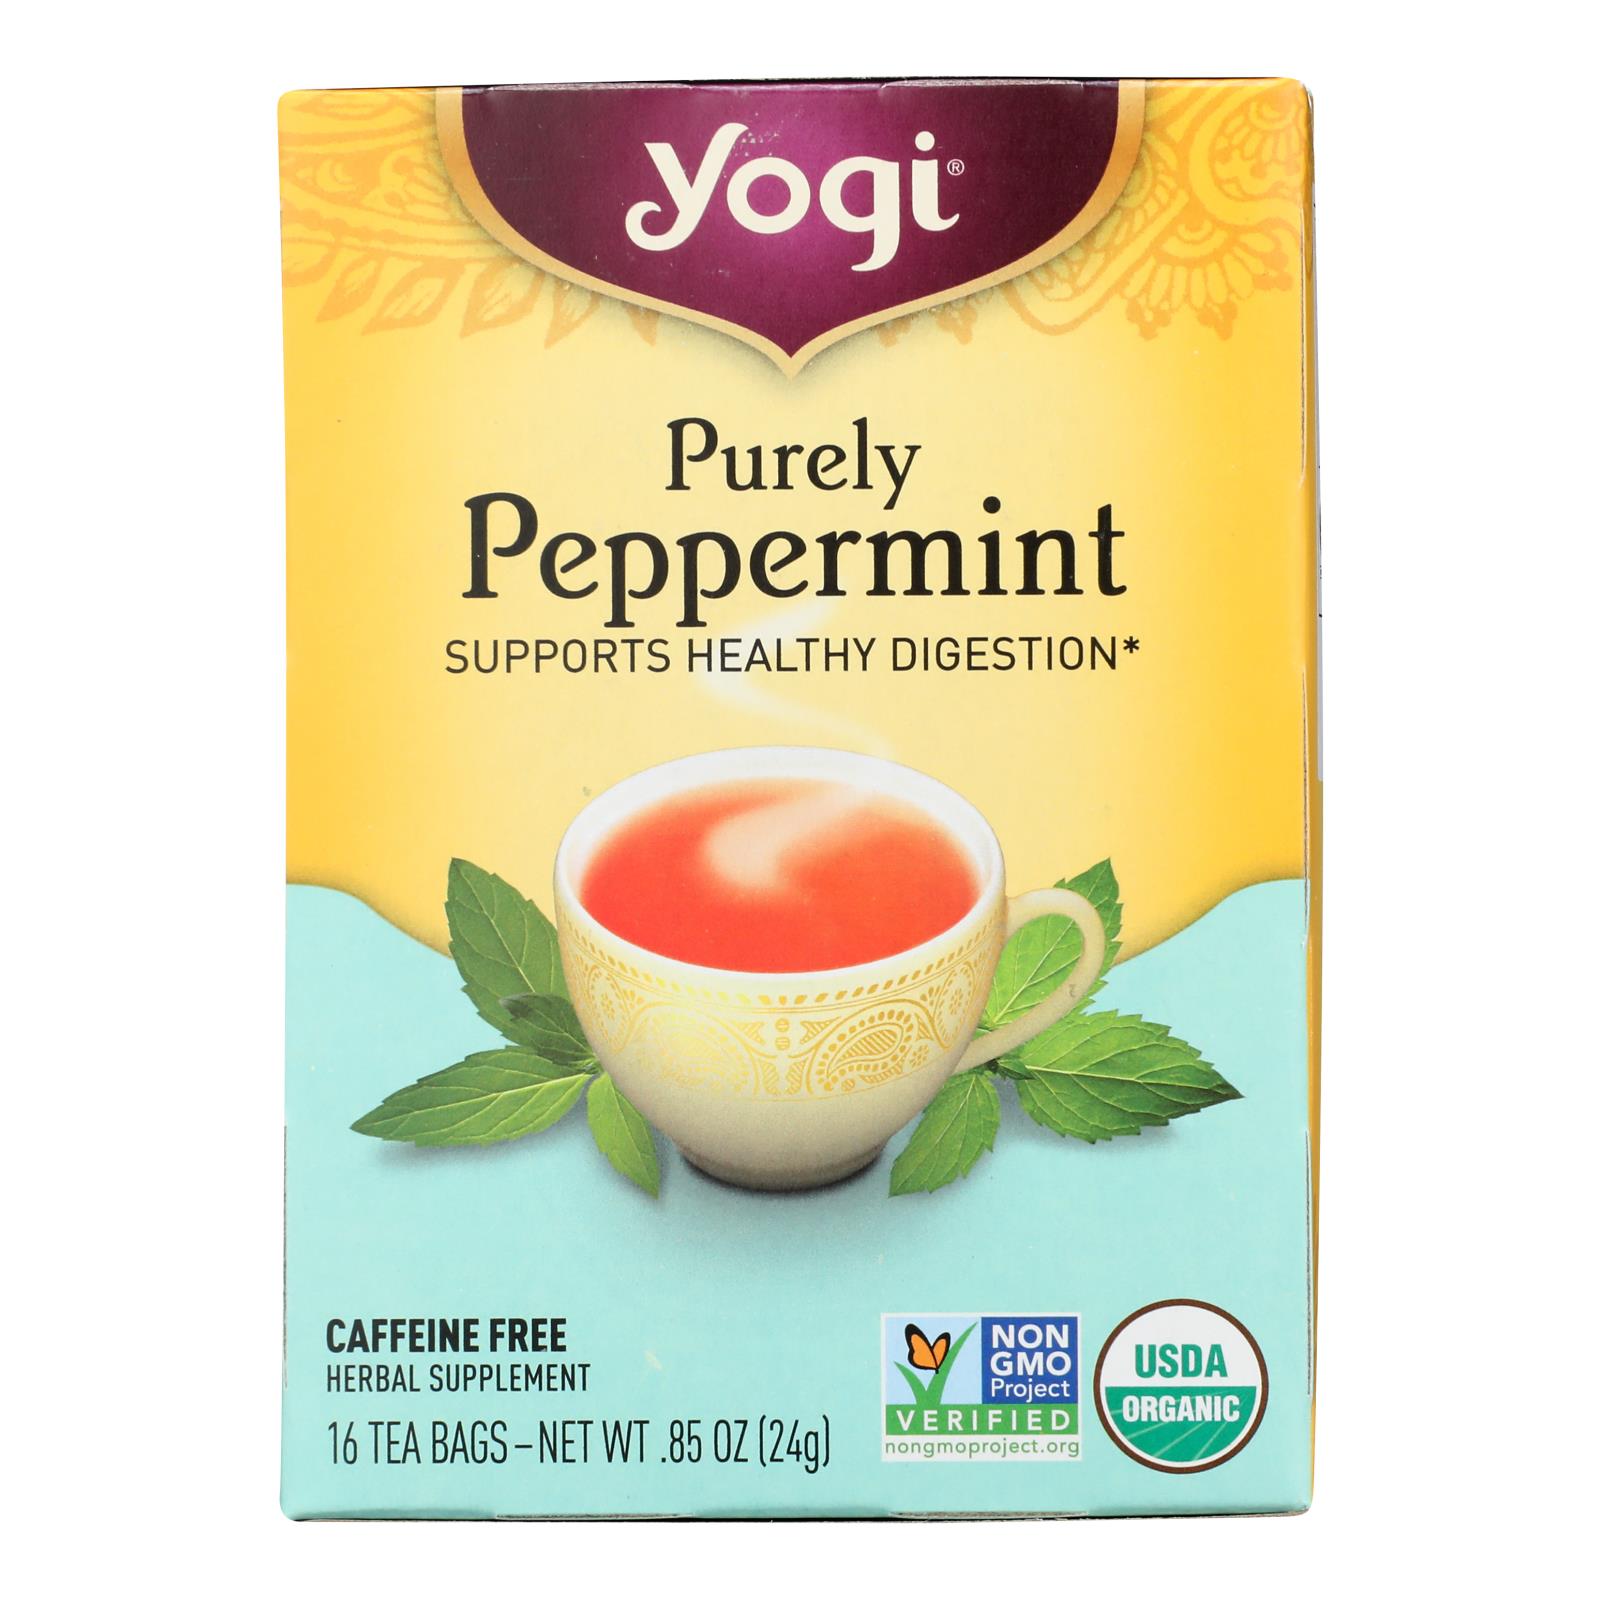 yogi®
Purely
Peppermint
SUPPORTS HEALTHY DIGESTION*
CAFFEINE FREE
HERBAL SUPPLEMENT
16 TEA BAGS – NET WT .85 OZ (24g)
NON
GMO
Project
VERIFIED
nongmoproject.org
USDA
ORGANIC